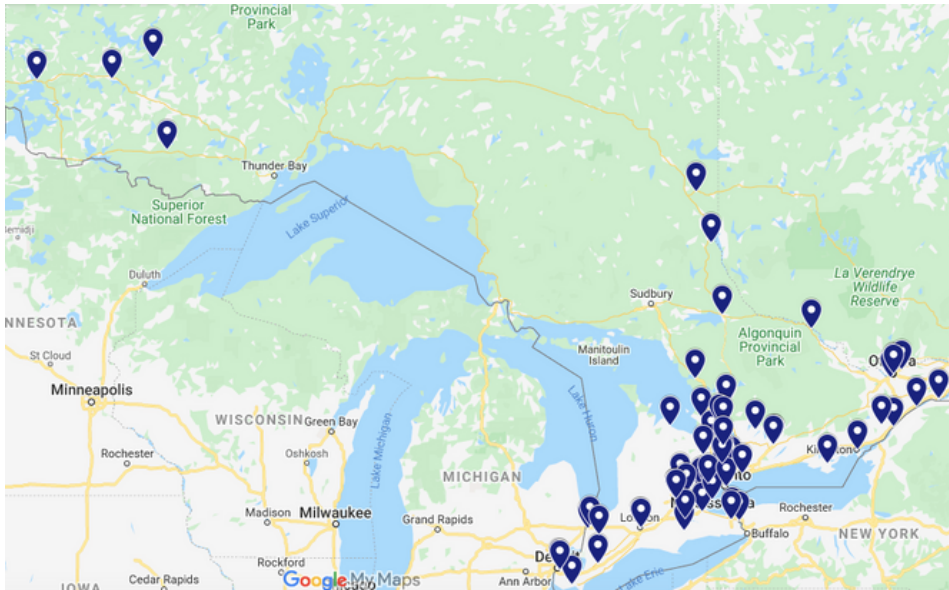 Provincial
Park
Thunder Bay
Superior
National Forest
Lake Superior
La Verendrye
Wildlife
Reserve
Duluth
Sudbury
NNESOTA
Algonquin
Provincial
Park
Manitoulin
Island
St Cloud
Minneapolis
WISCONSIN
Green Bay
Lake Michigan
Lake Huron
Oshkosh
Rochester
MICHIGAN
Madison
Milwaukee
Grand Rapids
Rochester
Buffalo
NEW YORK
Rockford
Ann Arbor
Lake Erie
Cedar Rapids
Google My Maps